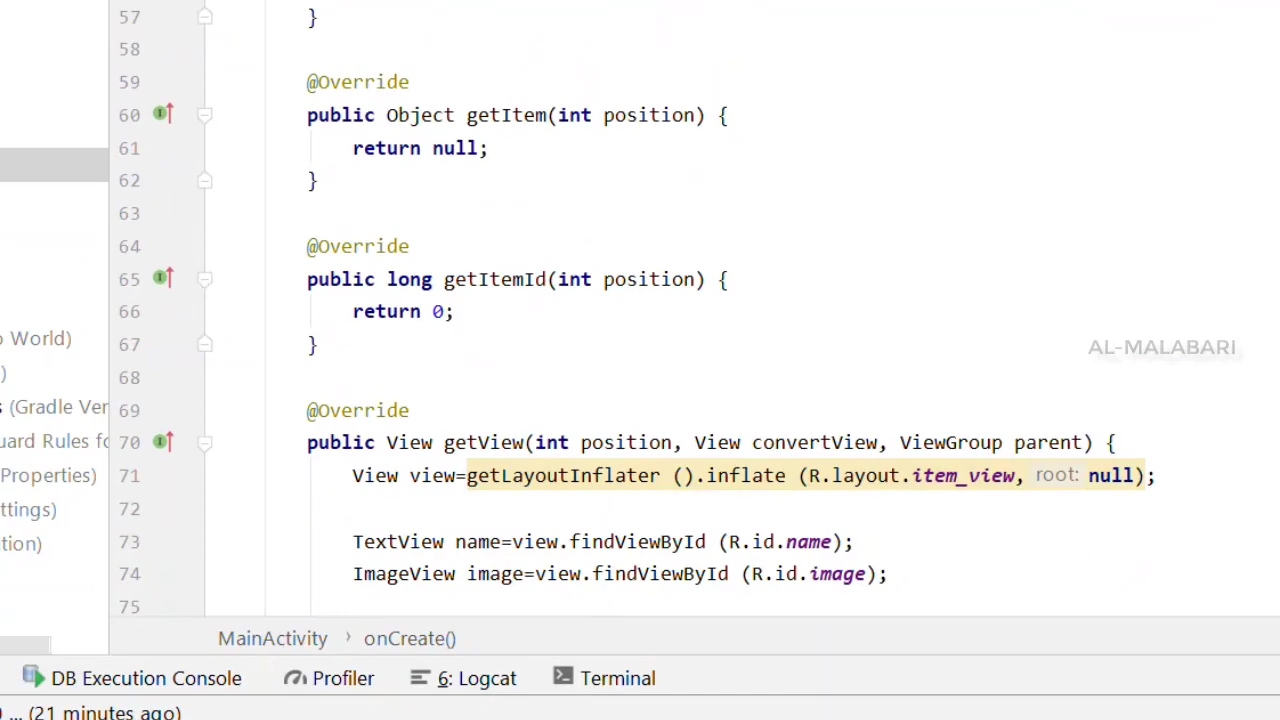 57 }
58
59 @Override
60 public Object getItem(int position) {
61 return null;
62 }
63
64 @Override
65 public long getItemId(int position) {
66 return 0;
67 }
68
69 @Override
70 public View getView(int position, View convertView, ViewGroup parent) {
71 View view=getLayoutInflater ().inflate (R.layout.item_view, root: null);
72
73 TextView name=view.findViewById (R.id.name);
74 ImageView image=view.findViewById (R.id.image);
75
World)
)
(Gradle Ver
Rules
Properties)
AL-MALABARI
MainActivity › onCreate()
DB Execution Console Profiler 6: Logcat Terminal
... (21 minutes ago)